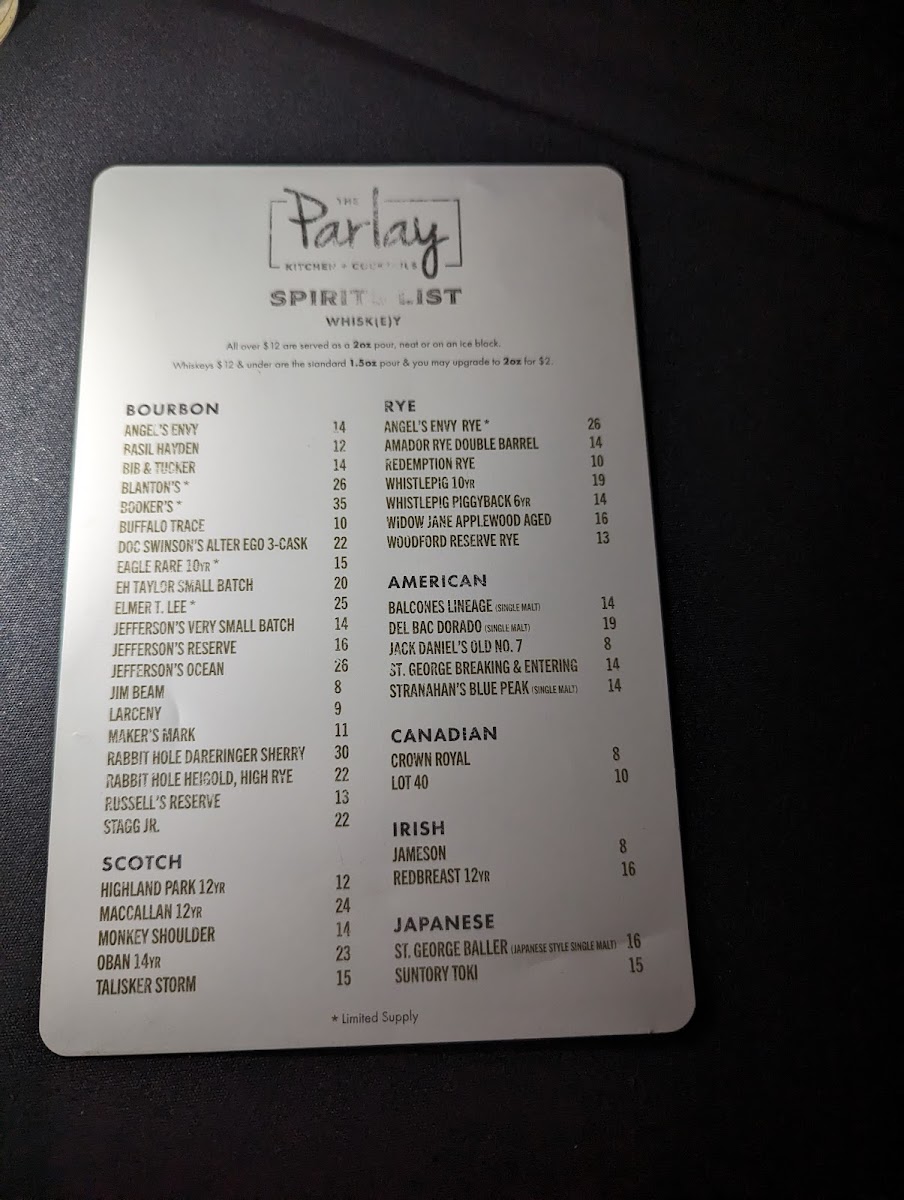 THE
Parlay
KITCHEN + COCKTAILS
SPIRITS LIST
WHISK(E)Y
All over $12 are served as a 2oz pour, neat or on an ice block.
Whiskeys $12 & under are the standard 1.5oz pour & you may upgrade to 2oz for $2.
BOURBON
ANGEL'S ENVY 14
BASIL HAYDEN 12
BIB & TUCKER 14
BLANTON'S * 26
BOOKER'S * 35
BUFFALO TRACE 10
DOC SWINSON'S ALTER EGO 3-CASK 22
EAGLE RARE 10YR * 15
EH TAYLOR SMALL BATCH 20
ELMER T. LEE * 25
JEFFERSON'S VERY SMALL BATCH 14
JEFFERSON'S RESERVE 16
JEFFERSON'S OCEAN 26
JIM BEAM 8
LARCENY 9
MAKER'S MARK 11
RABBIT HOLE DARERINGER SHERRY 30
RABBIT HOLE HEIGOLD, HIGH RYE 22
RUSSELL'S RESERVE 13
STAGG JR. 22
SCOTCH
HIGHLAND PARK 12YR 12
MACCALLAN 12YR 24
MONKEY SHOULDER 14
OBAN 14YR 23
TALISKER STORM 15
RYE
ANGEL'S ENVY RYE * 26
AMADOR RYE DOUBLE BARREL 14
REDEMPTION RYE 10
WHISTLEPIG 10YR 19
WHISTLEPIG PIGGYBACK 6YR 14
WIDOW JANE APPLEWOOD AGED 16
WOODFORD RESERVE RYE 13
AMERICAN
BALCONES LINEAGE (SINGLE MALT) 14
DEL BAC DORADO (SINGLE MALT) 19
JACK DANIEL'S OLD NO. 7 8
ST. GEORGE BREAKING & ENTERING 14
STRANAHAN'S BLUE PEAK (SINGLE MALT) 14
CANADIAN
CROWN ROYAL 8
LOT 40 10
IRISH
JAMESON 8
REDBREAST 12YR 16
JAPANESE
ST. GEORGE BALLER (JAPANESE STYLE SINGLE MALT) 16
SUNTORY TOKI 15
* Limited Supply